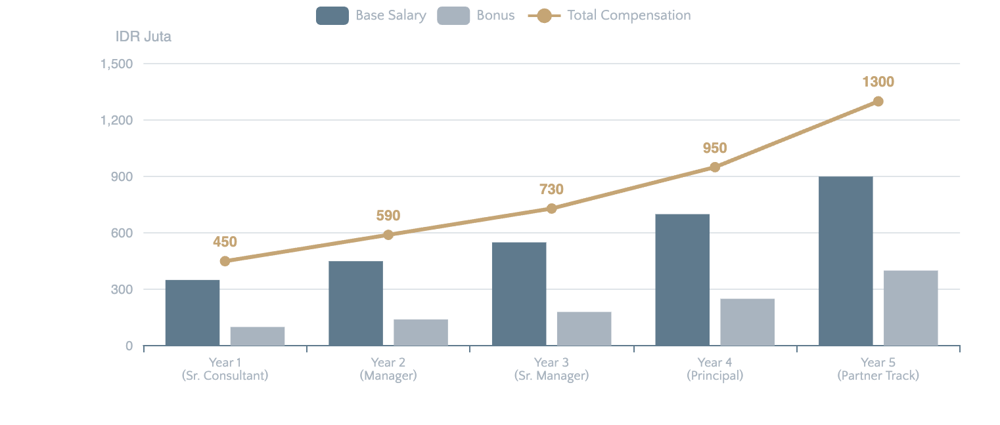 Base Salary Bonus Total Compensation
IDR Juta
1,500
1300
1,200
950
900
730
590
600
450
300
0
Year 1 Year 2 Year 3 Year 4 Year 5
(Sr. Consultant) (Manager) (Sr. Manager) (Principal) (Partner Track)